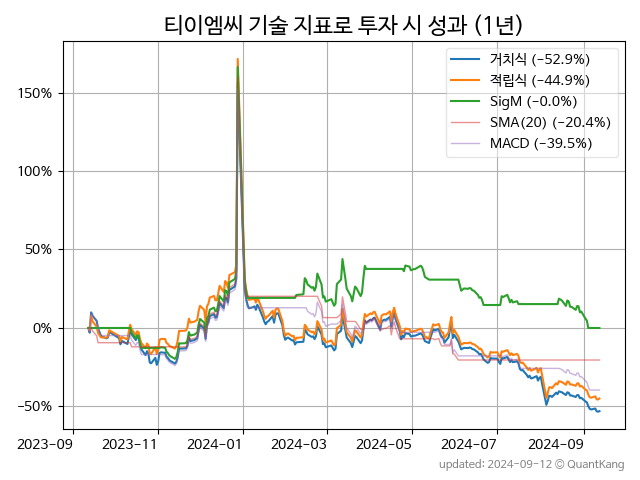 티이엠씨 기술 지표로 투자 시 성과 (1년)
거치식 (−52.9%)
적립식 (−44.9%)
SigM (−0.0%)
SMA(20) (−20.4%)
MACD (−39.5%)
150%
100%
50%
0%
−50%
2023-09 2023-11 2024-01 2024-03 2024-05 2024-07 2024-09
updated: 2024-09-12 © QuantKang